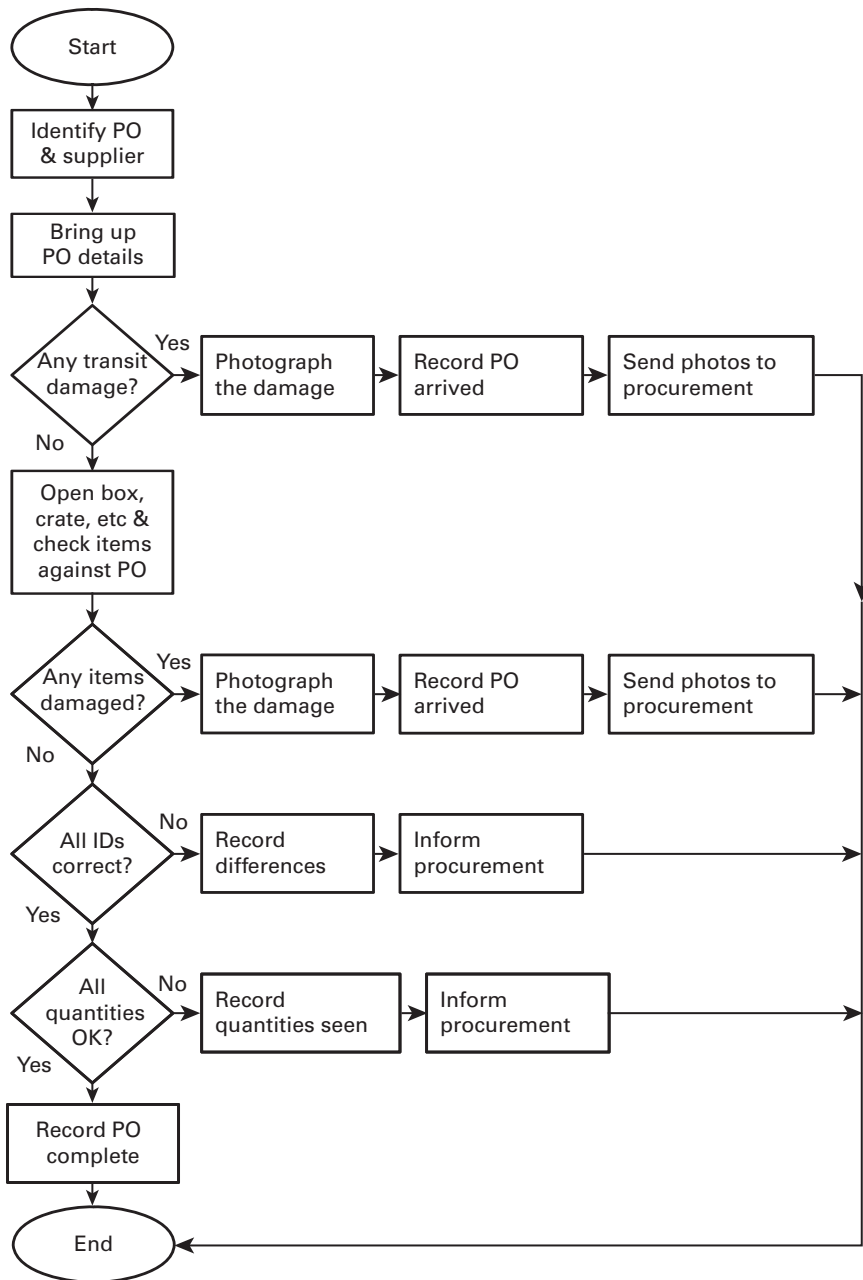 Start
Identify PO
& supplier
Bring up
PO details
Any transit
damage?
Yes
Photograph
the damage
Record PO
arrived
Send photos to
procurement
No
Open box,
crate, etc &
check items
against PO
Any items
damaged?
Yes
Photograph
the damage
Record PO
arrived
Send photos to
procurement
No
All IDs
correct?
No
Record
differences
Inform
procurement
Yes
All
quantities
OK?
No
Record
quantities seen
Inform
procurement
Yes
Record PO
complete
End